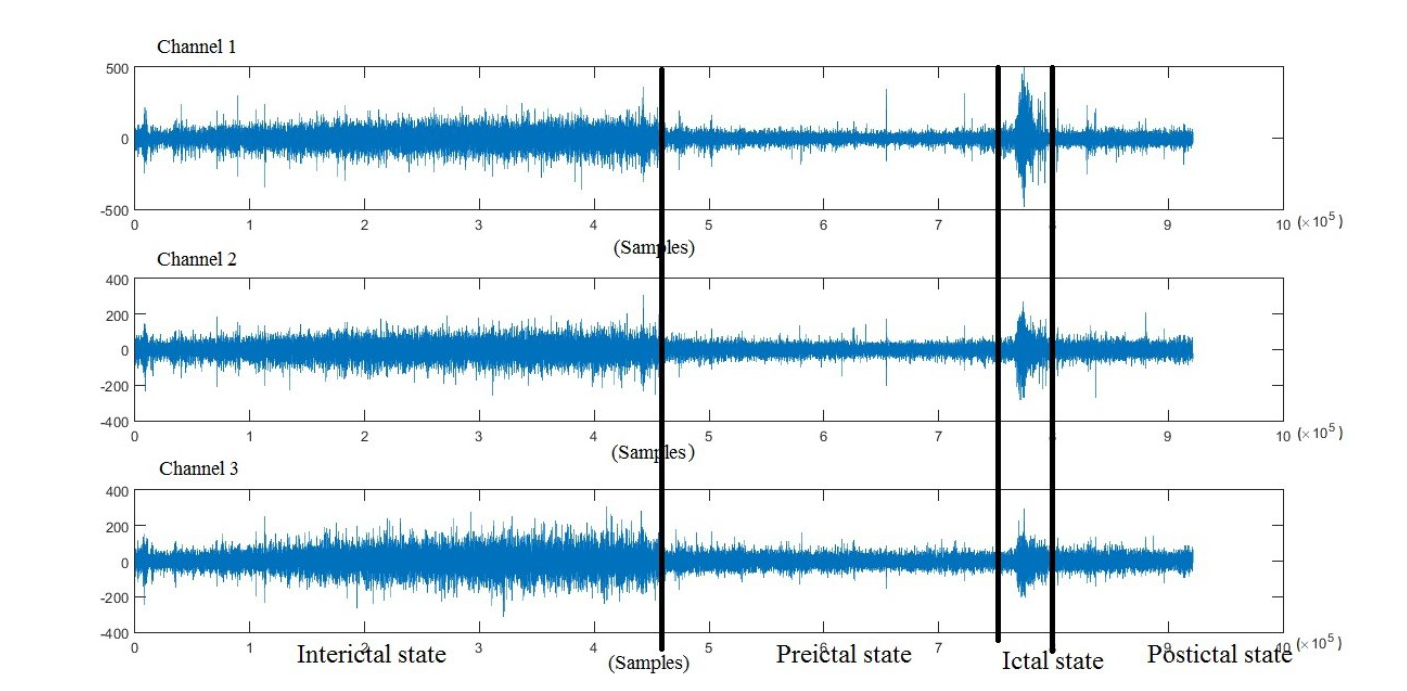 Channel 1
500
0
-500
0 1 2 3 4 5 6 7 9 10 (×10⁵)
(Samples)
Channel 2
400
200
0
-200
-400
0 1 2 3 4 5 6 7 8 9 10 (×10⁵)
(Samples)
Channel 3
400
200
0
-200
-400
0 1 2 3 4 5 6 7 9 10 (×10⁵)
Interictal state (Samples) Preictal state Ictal state Postictal state